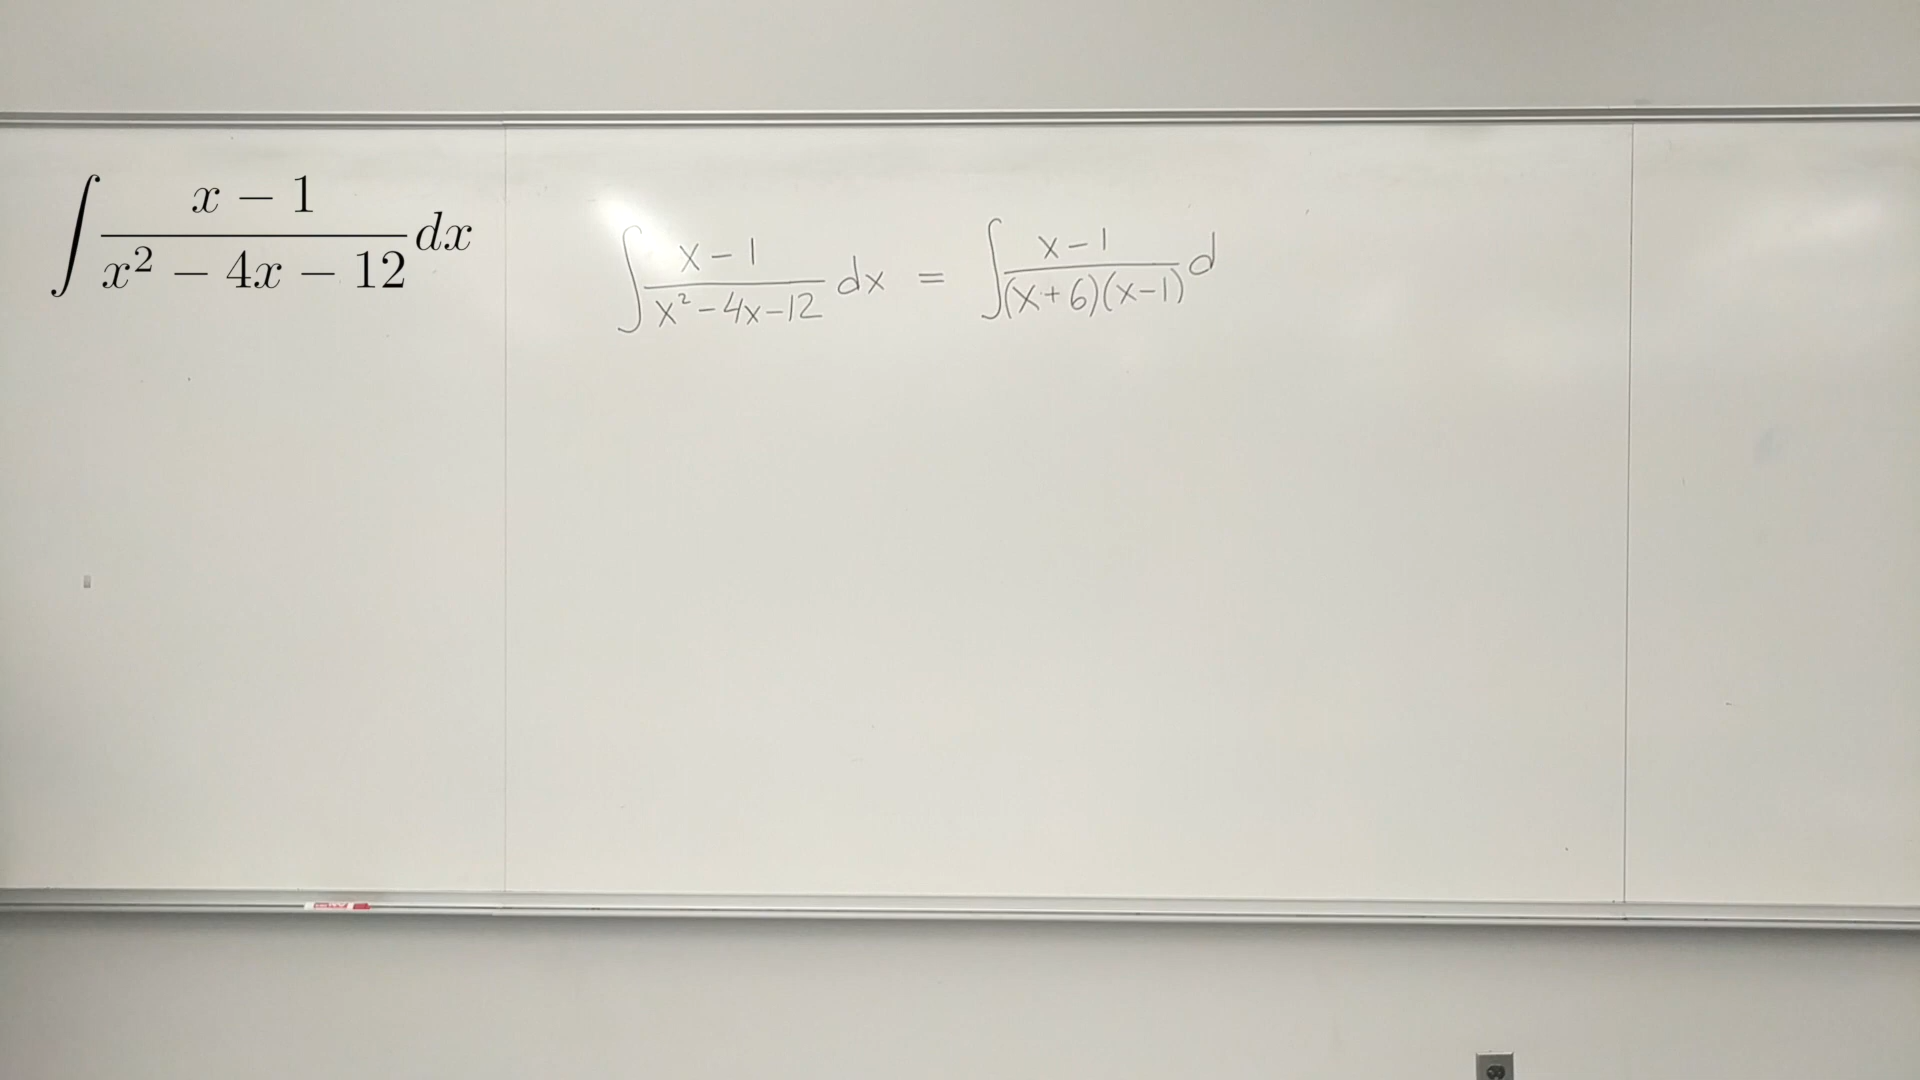 ∫ (x − 1)/(x² − 4x − 12) dx
∫ (x − 1)/(x² − 4x − 12) dx = ∫ (x − 1)/((x + 6)(x − 1)) d